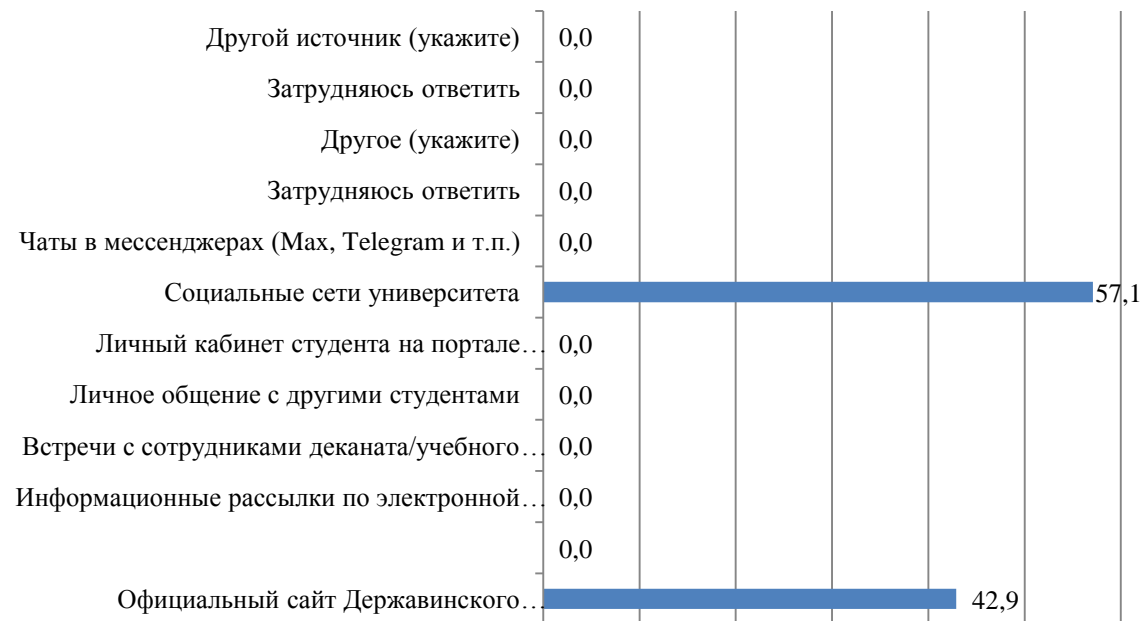 Другой источник (укажите) 0,0
Затрудняюсь ответить 0,0
Другое (укажите) 0,0
Затрудняюсь ответить 0,0
Чаты в мессенджерах (Max, Telegram и т.п.) 0,0
Социальные сети университета 57,1
Личный кабинет студента на портале… 0,0
Личное общение с другими студентами 0,0
Встречи с сотрудниками деканата/учебного… 0,0
Информационные рассылки по электронной… 0,0
0,0
Официальный сайт Державинского… 42,9